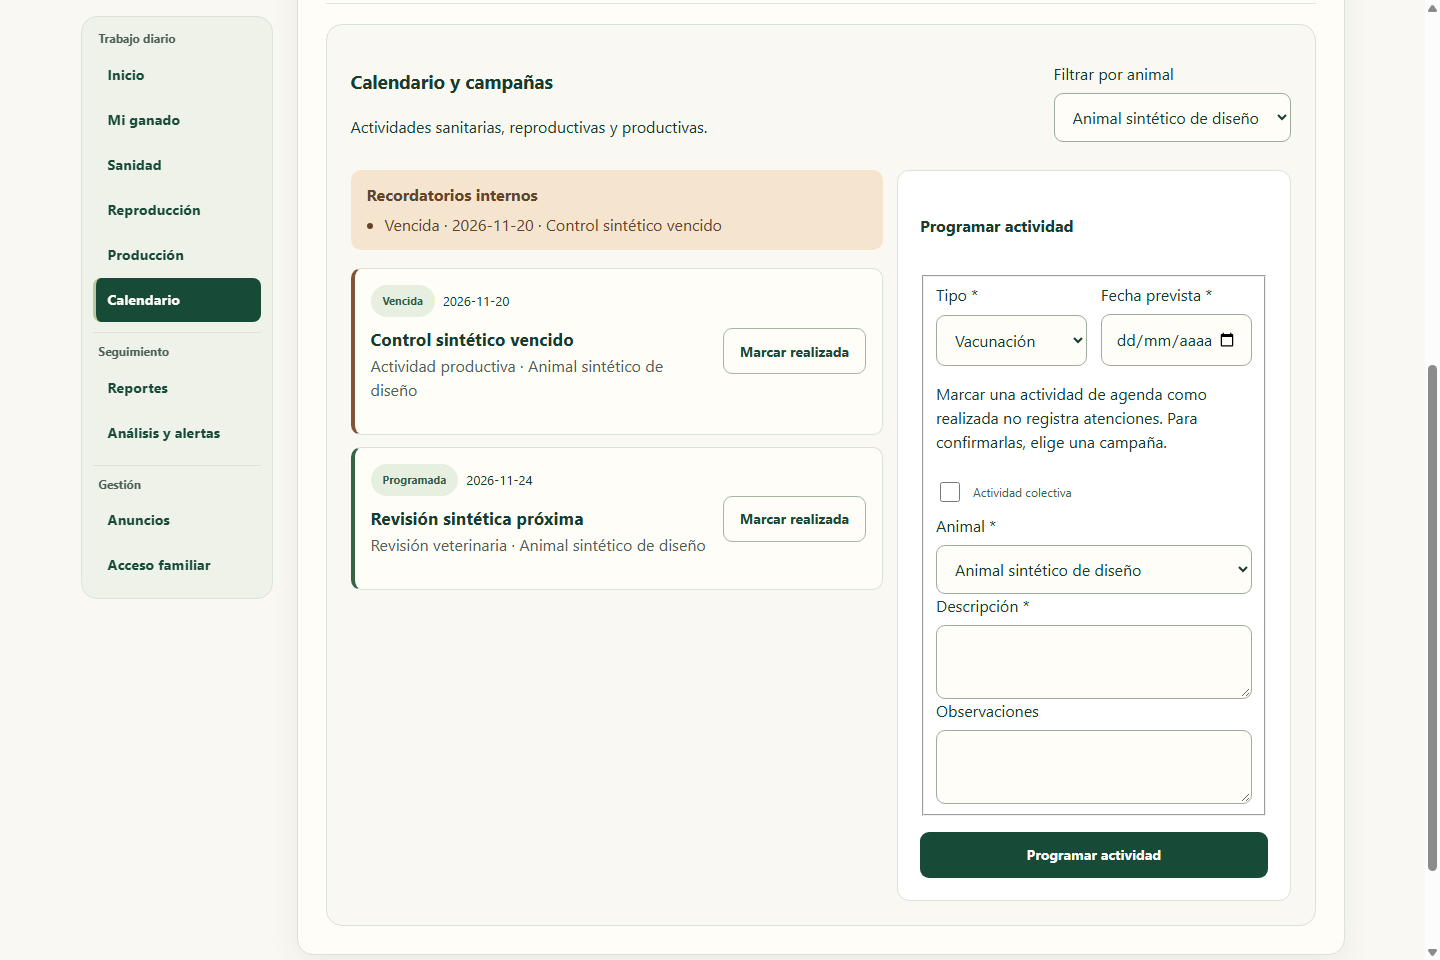 Trabajo diario
Inicio
Mi ganado
Sanidad
Reproducción
Producción
Calendario
Seguimiento
Reportes
Análisis y alertas
Gestión
Anuncios
Acceso familiar
Calendario y campañas
Actividades sanitarias, reproductivas y productivas.
Filtrar por animal
Animal sintético de diseño
Recordatorios internos
• Vencida · 2026-11-20 · Control sintético vencido
Vencida 2026-11-20
Control sintético vencido
Actividad productiva · Animal sintético de
diseño
Marcar realizada
Programada 2026-11-24
Revisión sintética próxima
Revisión veterinaria · Animal sintético de diseño
Marcar realizada
Programar actividad
Tipo *
Vacunación
Fecha prevista *
dd/mm/aaaa
Marcar una actividad de agenda como
realizada no registra atenciones. Para
confirmarlas, elige una campaña.
Actividad colectiva
Animal *
Animal sintético de diseño
Descripción *
Observaciones
Programar actividad